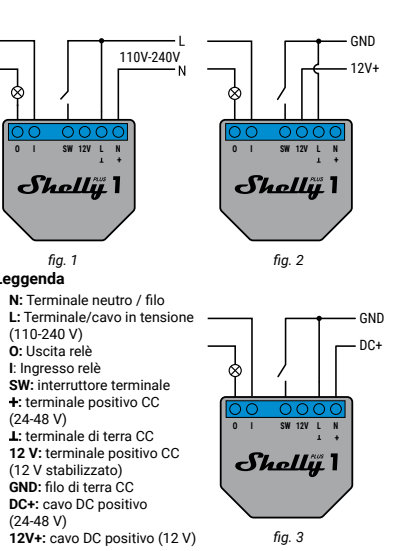 L
110V-240V
N
O I SW 12V L N
⊥ +
Shelly PLUS 1
fig. 1
GND
12V+
O I SW 12V L N
⊥ +
Shelly PLUS 1
fig. 2
Leggenda
N: Terminale neutro / filo
L: Terminale/cavo in tensione
(110-240 V)
O: Uscita relè
I: Ingresso relè
SW: interruttore terminale
+: terminale positivo CC
(24-48 V)
⊥: terminale di terra CC
12 V: terminale positivo CC
(12 V stabilizzato)
GND: filo di terra CC
DC+: cavo DC positivo
(24-48 V)
12V+: cavo DC positivo (12 V)
GND
DC+
O I SW 12V L N
⊥ +
Shelly PLUS 1
fig. 3